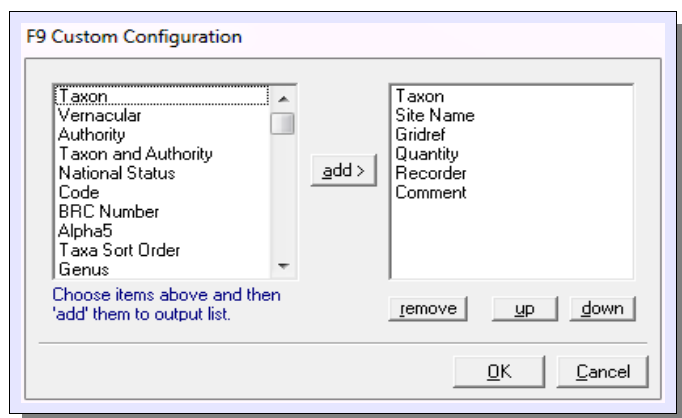 F9 Custom Configuration
Taxon
Vernacular
Authority
Taxon and Authority
National Status
Code
BRC Number
Alpha5
Taxa Sort Order
Genus
Choose items above and then
'add' them to output list.
add >
Taxon
Site Name
Gridref
Quantity
Recorder
Comment
remove
up
down
OK
Cancel